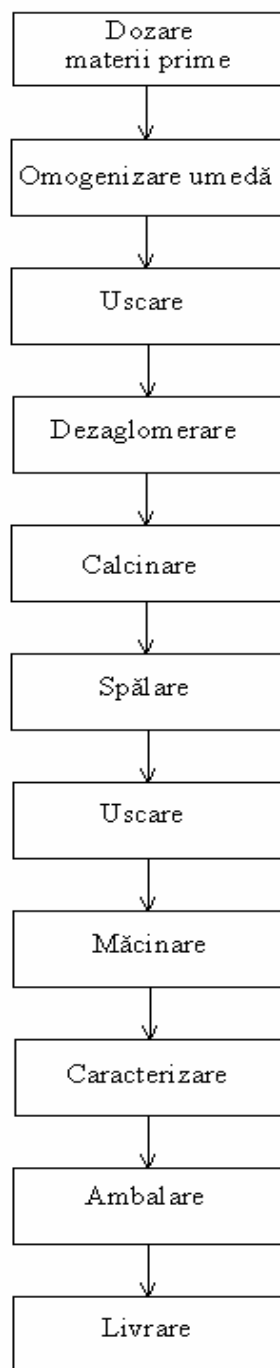 Dozare
materii prime
Omogenizare umedă
Uscare
Dezaglomerare
Calcinare
Spălare
Uscare
Măcinare
Caracterizare
Ambalare
Livrare